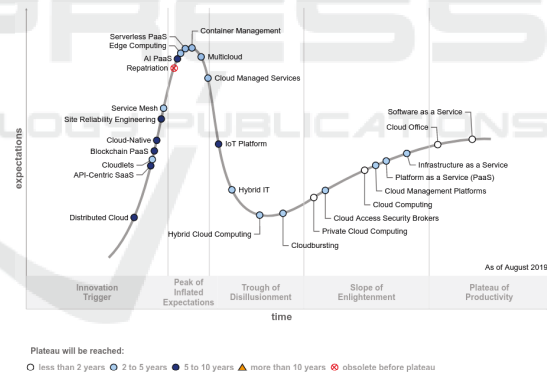 PRESS
LOGY PUBLICATIONS
expectations
Serverless PaaS
Edge Computing
AI PaaS
Repatriation
Container Management
Multicloud
Cloud Managed Services
Service Mesh
Site Reliability Engineering
Cloud-Native
Blockchain PaaS
Cloudlets
API-Centric SaaS
Distributed Cloud
IoT Platform
Hybrid IT
Hybrid Cloud Computing
Cloudbursting
Private Cloud Computing
Cloud Access Security Brokers
Cloud Computing
Cloud Management Platforms
Platform as a Service (PaaS)
Infrastructure as a Service
Cloud Office
Software as a Service
As of August 2019
Innovation
Trigger
Peak of
Inflated
Expectations
Trough of
Disillusionment
Slope of
Enlightenment
Plateau of
Productivity
time
Plateau will be reached:
less than 2 years 2 to 5 years 5 to 10 years more than 10 years obsolete before plateau